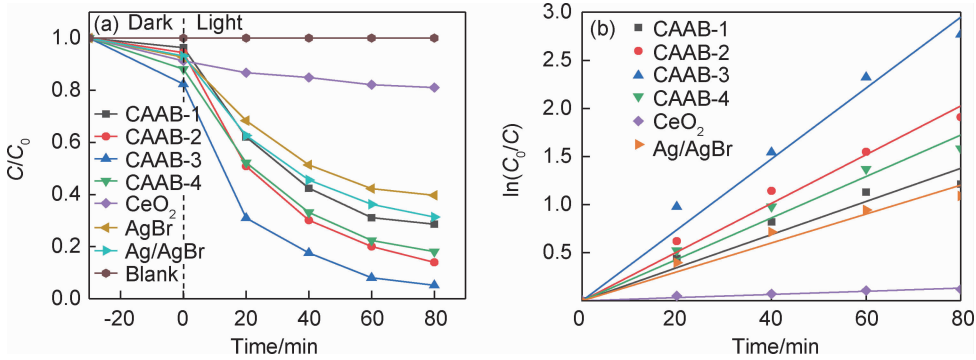 (a) Dark Light
1.0
0.8
0.6
0.4
0.2
0.0
C/C₀
CAAB-1
CAAB-2
CAAB-3
CAAB-4
CeO₂
AgBr
Ag/AgBr
Blank
-20 0 20 40 60 80
Time/min
(b)
3.0
2.5
2.0
1.5
1.0
0.5
ln(C₀/C)
CAAB-1
CAAB-2
CAAB-3
CAAB-4
CeO₂
Ag/AgBr
0 20 40 60 80
Time/min